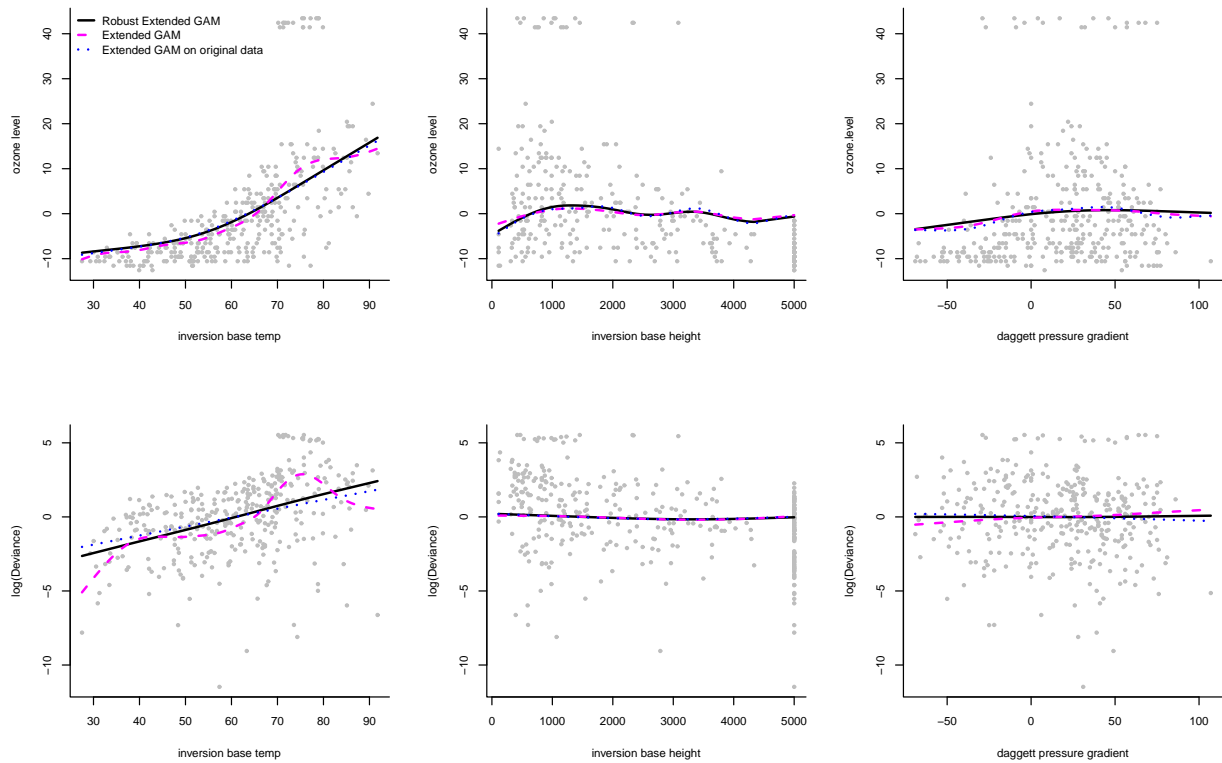 Robust Extended GAM
Extended GAM
Extended GAM on original data
ozone level
40
30
20
10
0
−10
30 40 50 60 70 80 90
inversion base temp
ozone level
40
30
20
10
0
−10
0 1000 2000 3000 4000 5000
inversion base height
ozone.level
40
30
20
10
0
−10
−50 0 50 100
daggett pressure gradient
log(Deviance)
5
0
−5
−10
30 40 50 60 70 80 90
inversion base temp
log(Deviance)
5
0
−5
−10
0 1000 2000 3000 4000 5000
inversion base height
log(Deviance)
5
0
−5
−10
−50 0 50 100
daggett pressure gradient